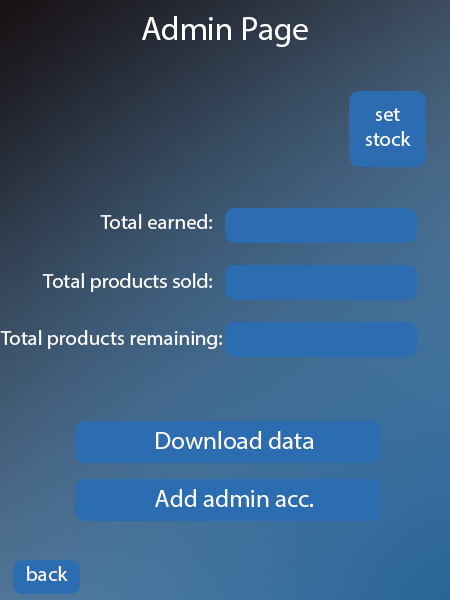 Admin Page
set
stock
Total earned:
Total products sold:
Total products remaining:
Download data
Add admin acc.
back